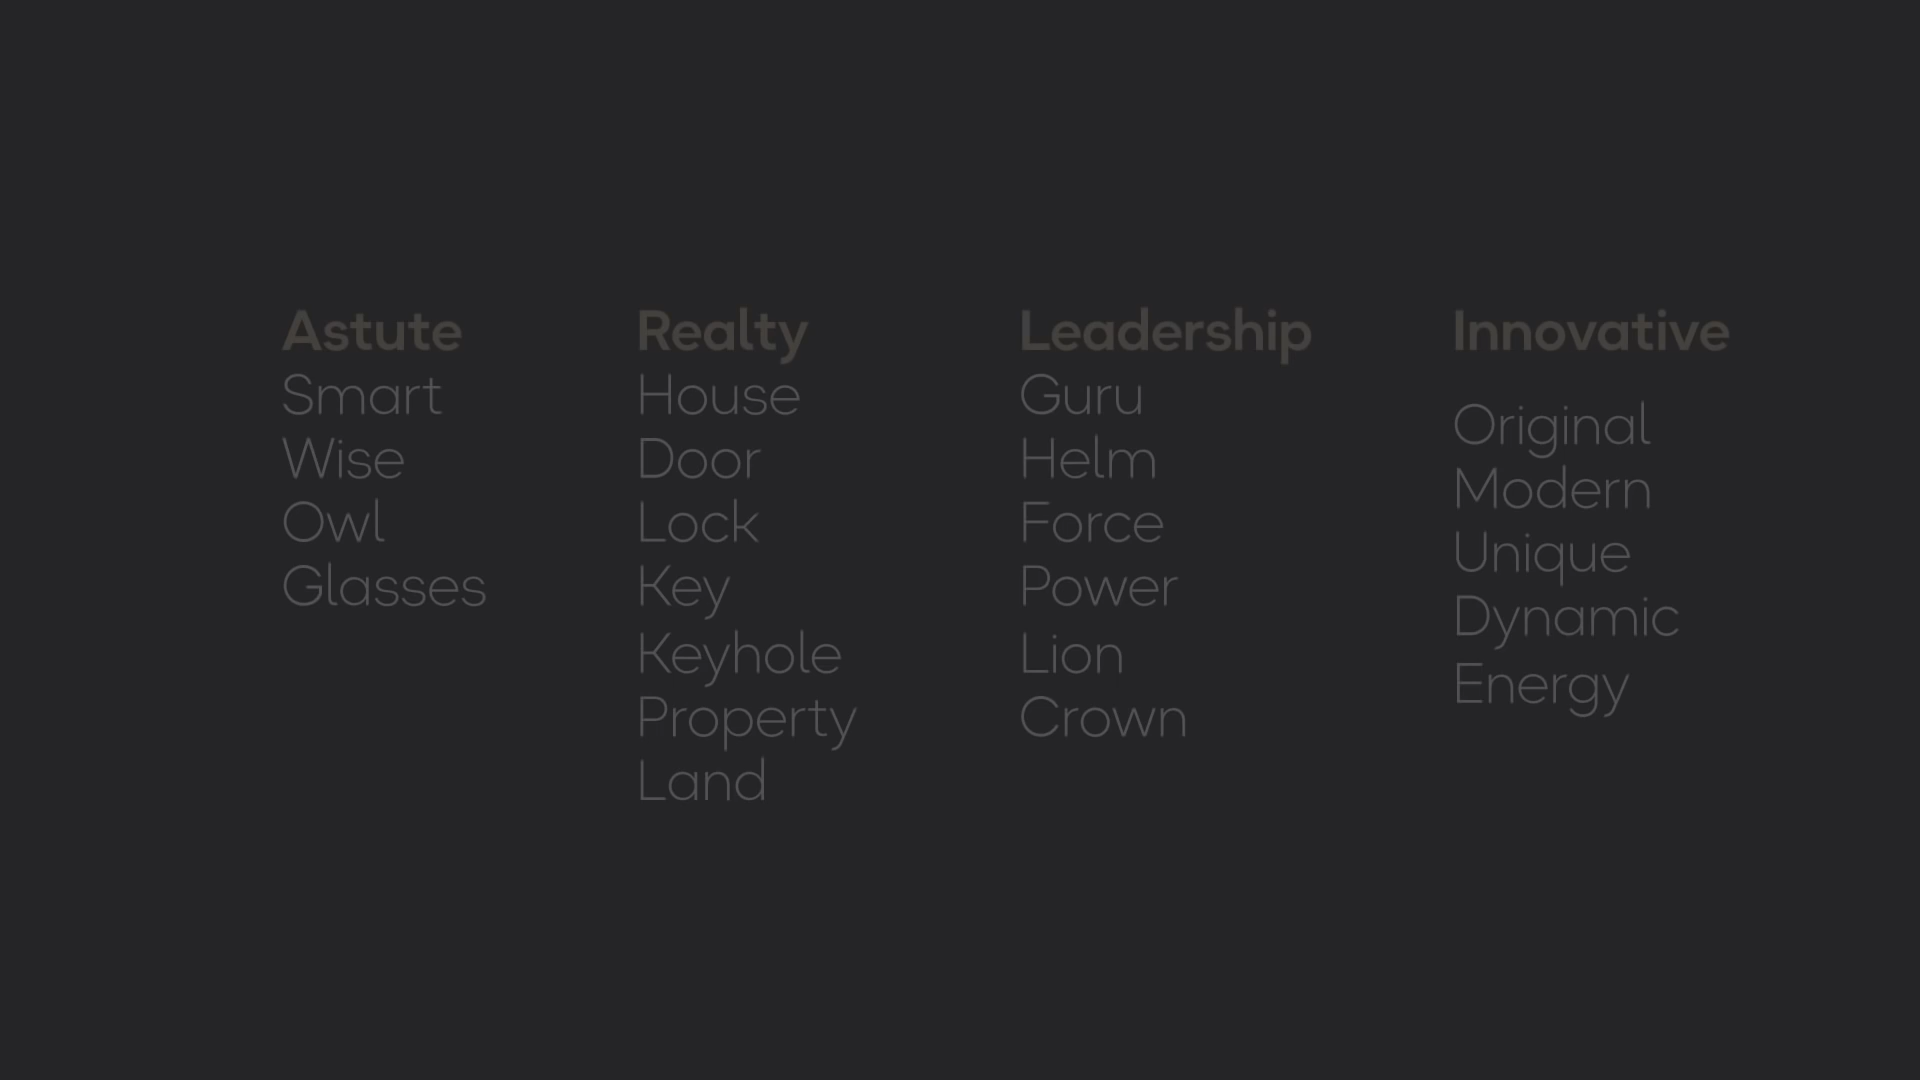 Astute
Smart
Wise
Owl
Glasses
Realty
House
Door
Lock
Key
Keyhole
Property
Land
Leadership
Guru
Helm
Force
Power
Lion
Crown
Innovative
Original
Modern
Unique
Dynamic
Energy